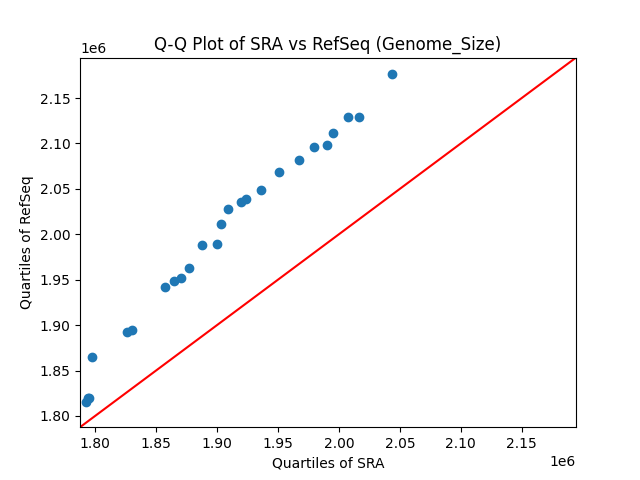 Q-Q Plot of SRA vs RefSeq (Genome_Size)
1e6
2.15
2.10
2.05
2.00
1.95
1.90
1.85
1.80
Quartiles of RefSeq
1.80 1.85 1.90 1.95 2.00 2.05 2.10 2.15
Quartiles of SRA
1e6